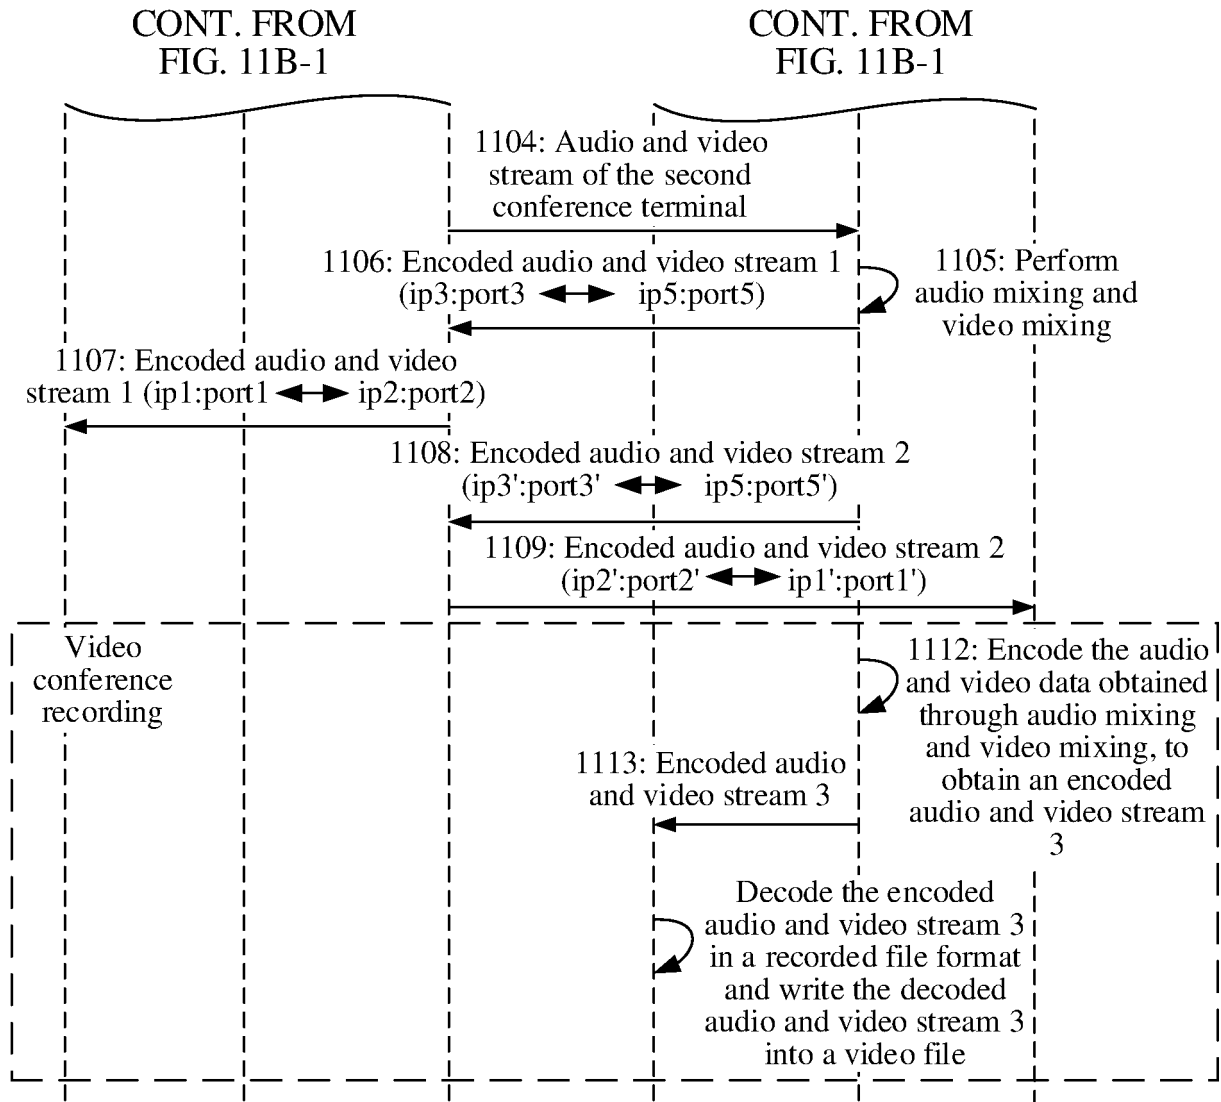 CONT. FROM
FIG. 11B-1
CONT. FROM
FIG. 11B-1
1104: Audio and video
stream of the second
conference terminal
1106: Encoded audio and video stream 1
(ip3:port3 ip5:port5)
1105: Perform
audio mixing and
video mixing
1107: Encoded audio and video
stream 1 (ip1:port1 ip2:port2)
1108: Encoded audio and video stream 2
(ip3':port3' ip5:port5')
1109: Encoded audio and video stream 2
(ip2':port2' ip1':port1')
Video
conference
recording
1112: Encode the audio
and video data obtained
through audio mixing
and video mixing, to
obtain an encoded
audio and video stream
3
1113: Encoded audio
and video stream 3
Decode the encoded
audio and video stream 3
in a recorded file format
and write the decoded
audio and video stream 3
into a video file